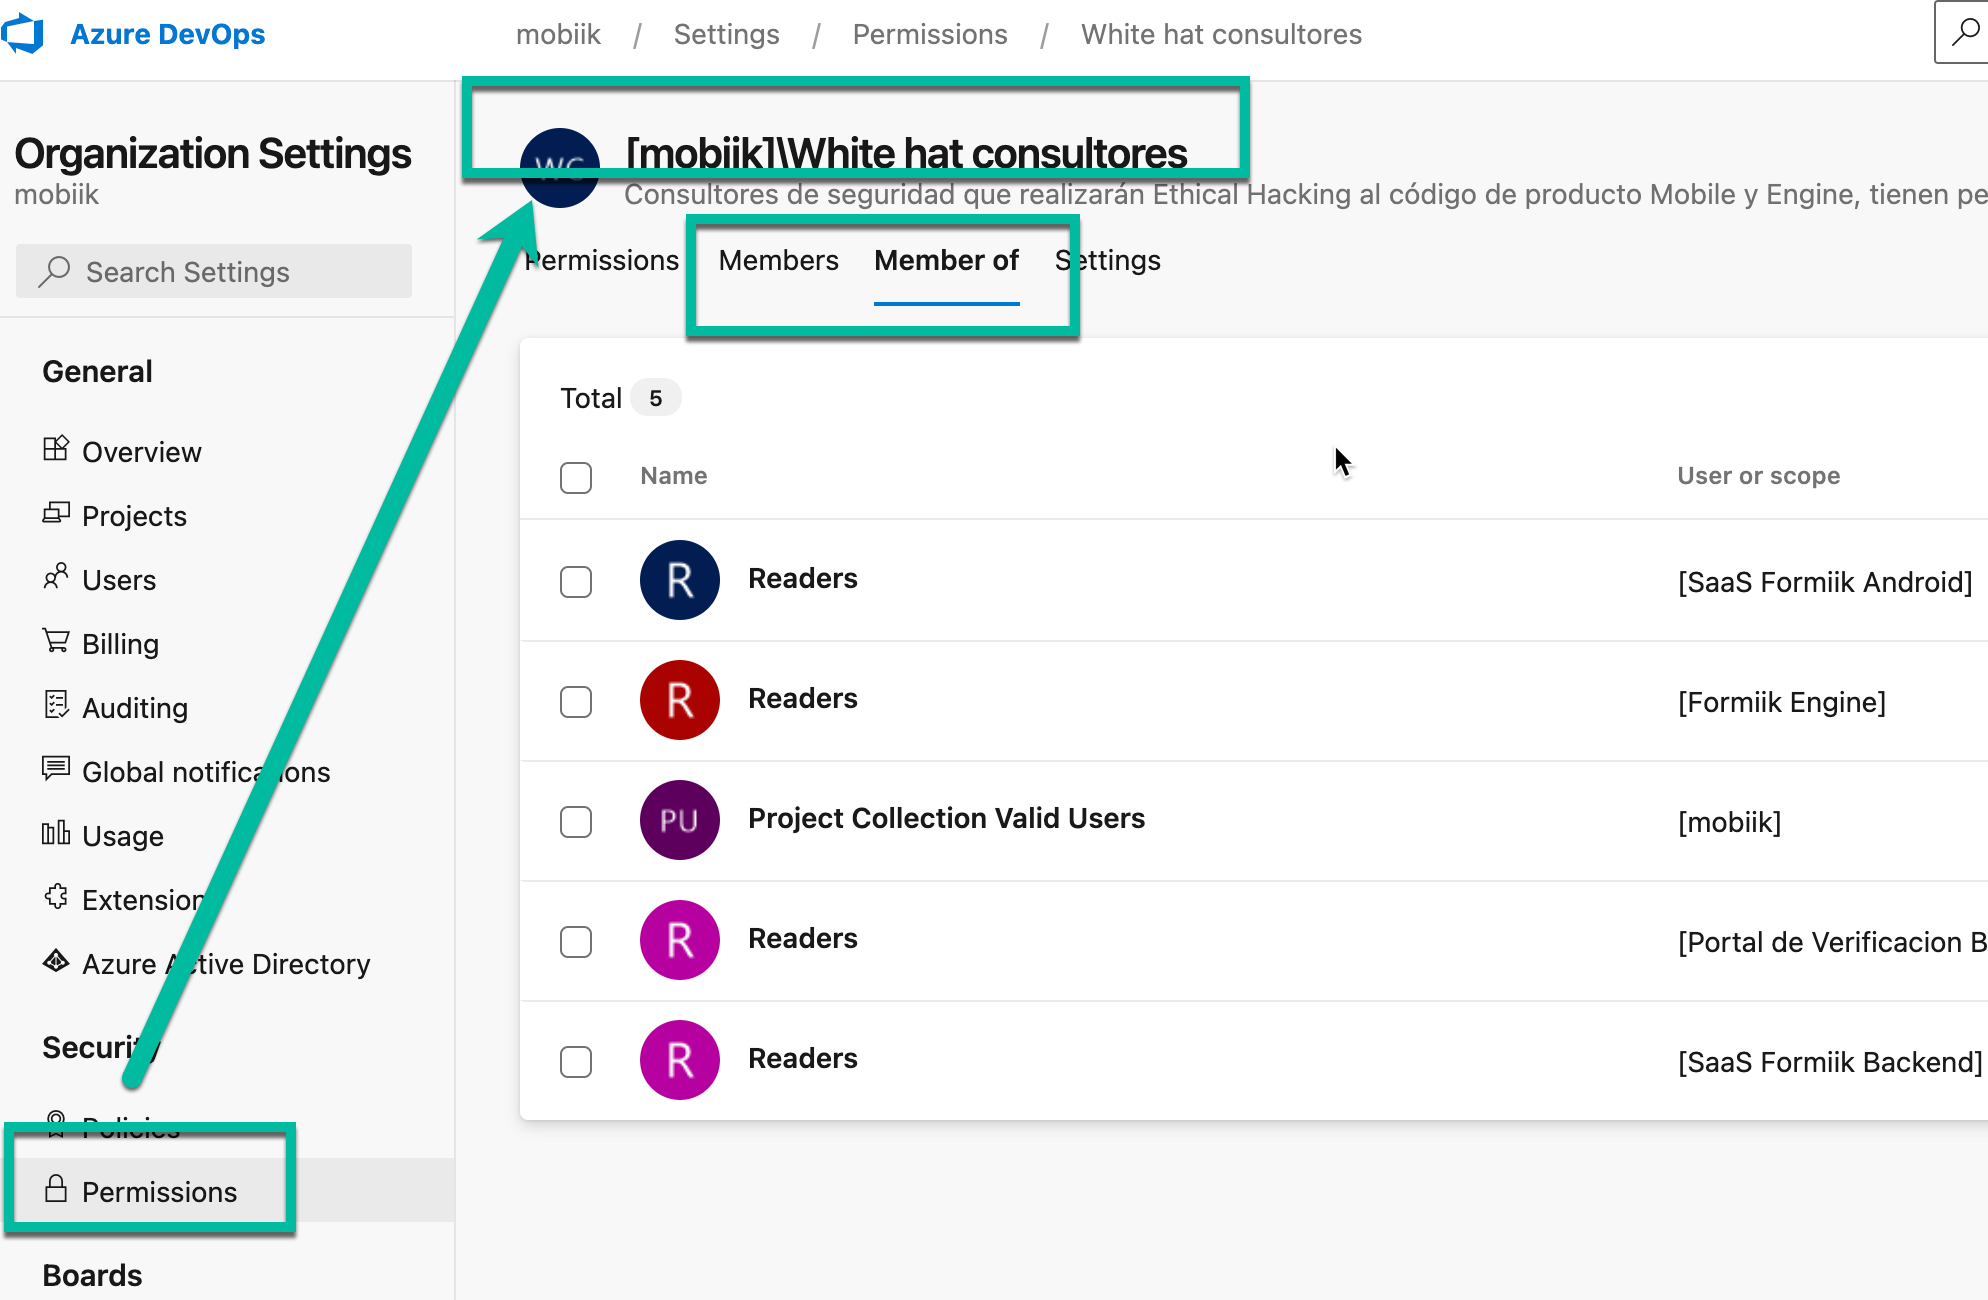 Azure DevOps
mobiik / Settings / Permissions / White hat consultores
Organization Settings
mobiik
Search Settings
General
Overview
Projects
Users
Billing
Auditing
Global notifications
Usage
Extension
Azure Active Directory
Security
Policies
Permissions
Boards
WC
[mobiik]\White hat consultores
Consultores de seguridad que realizarán Ethical Hacking al código de producto Mobile y Engine, tienen pe
Permissions Members Member of Settings
Total 5
Name User or scope
R Readers [SaaS Formiik Android]
R Readers [Formiik Engine]
PU Project Collection Valid Users [mobiik]
R Readers [Portal de Verificacion B
R Readers [SaaS Formiik Backend]